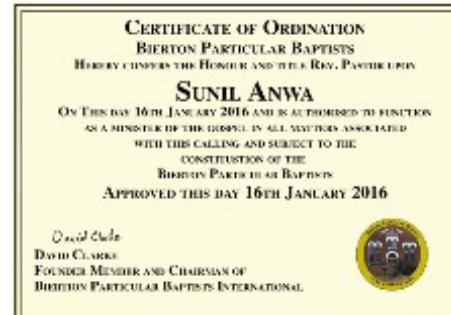 CERTIFICATE OF ORDINATION
BIERTON PARTICULAR BAPTISTS
HEREBY CONFERS THE HONOUR AND TITLE REV. PASTOR UPON
SUNIL ANWA
ON THIS DAY 16TH JANUARY 2016 AND IS AUTHORISED TO FUNCTION
AS A MINISTER OF THE GOSPEL IN ALL MATTERS ASSOCIATED
WITH THIS CALLING AND SUBJECT TO THE
CONSTITUSTION OF THE
BIERTON PARTICULAR BAPTISTS
APPROVED THIS DAY 16TH JANUARY 2016
David Clarke
DAVID CLARKE
FOUNDER MEMBER AND CHAIRMAN OF
BIERTON PARTICULAR BAPTISTS INTERNATIONAL